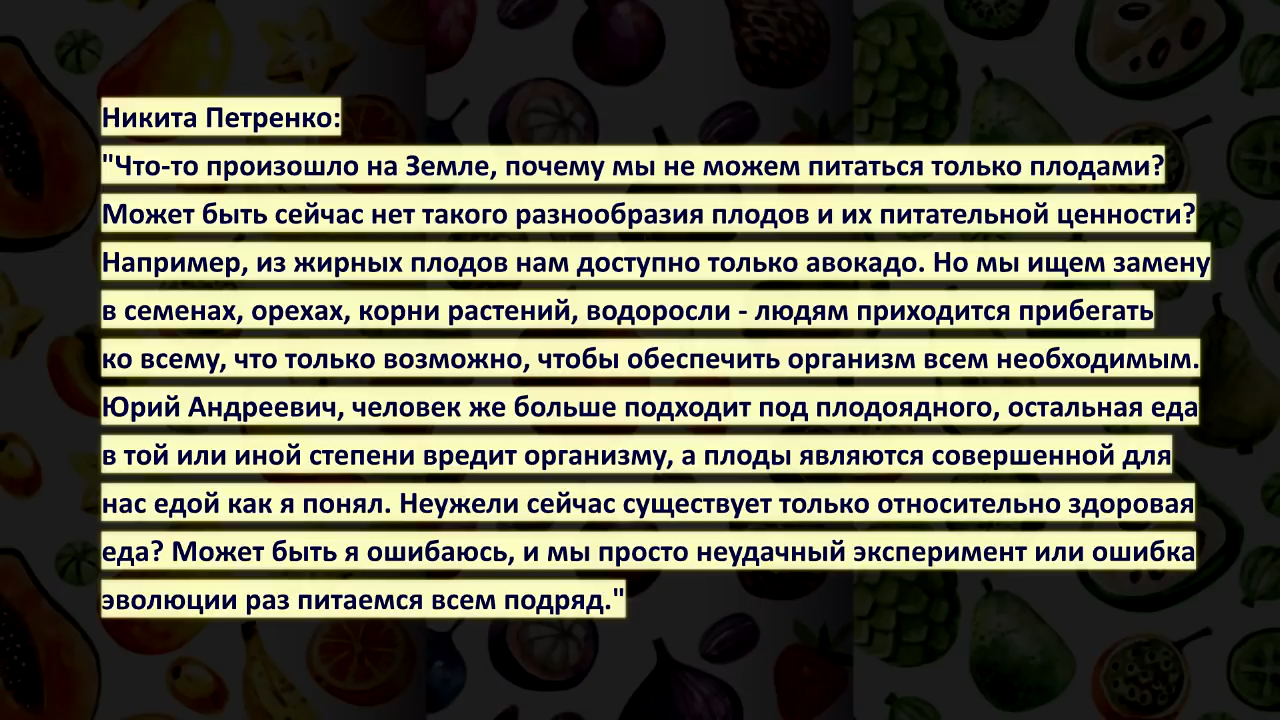 Никита Петренко:
"Что-то произошло на Земле, почему мы не можем питаться только плодами?
Может быть сейчас нет такого разнообразия плодов и их питательной ценности?
Например, из жирных плодов нам доступно только авокадо. Но мы ищем замену
в семенах, орехах, корни растений, водоросли - людям приходится прибегать
ко всему, что только возможно, чтобы обеспечить организм всем необходимым.
Юрий Андреевич, человек же больше подходит под плодоядного, остальная еда
в той или иной степени вредит организму, а плоды являются совершенной для
нас едой как я понял. Неужели сейчас существует только относительно здоровая
еда? Может быть я ошибаюсь, и мы просто неудачный эксперимент или ошибка
эволюции раз питаемся всем подряд."